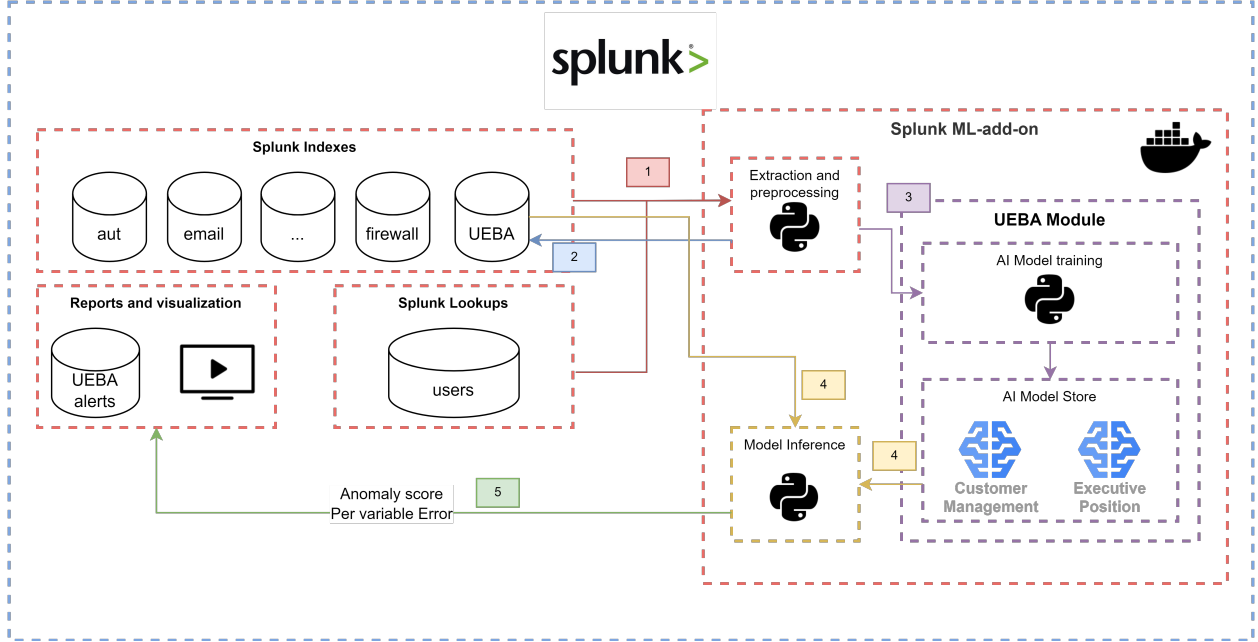 splunk>
Splunk ML-add-on
Splunk Indexes
aut
email
...
firewall
UEBA
1
2
Extraction and
preprocessing
3
UEBA Module
AI Model training
Reports and visualization
UEBA
alerts
Splunk Lookups
users
4
AI Model Store
Customer
Management
Executive
Position
4
Model Inference
5
Anomaly score
Per variable Error